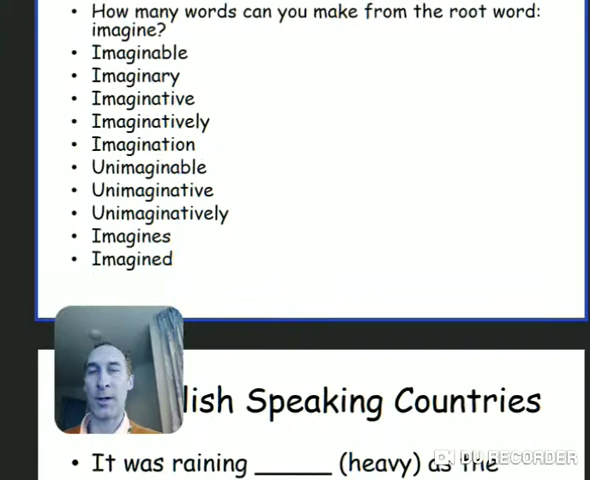 • How many words can you make from the root word:
imagine?
• Imaginable
• Imaginary
• Imaginative
• Imaginatively
• Imagination
• Unimaginable
• Unimaginative
• Unimaginatively
• Imagines
• Imagined
lish Speaking Countries
• It was raining _____ (heavy) as the
DU RECORDER